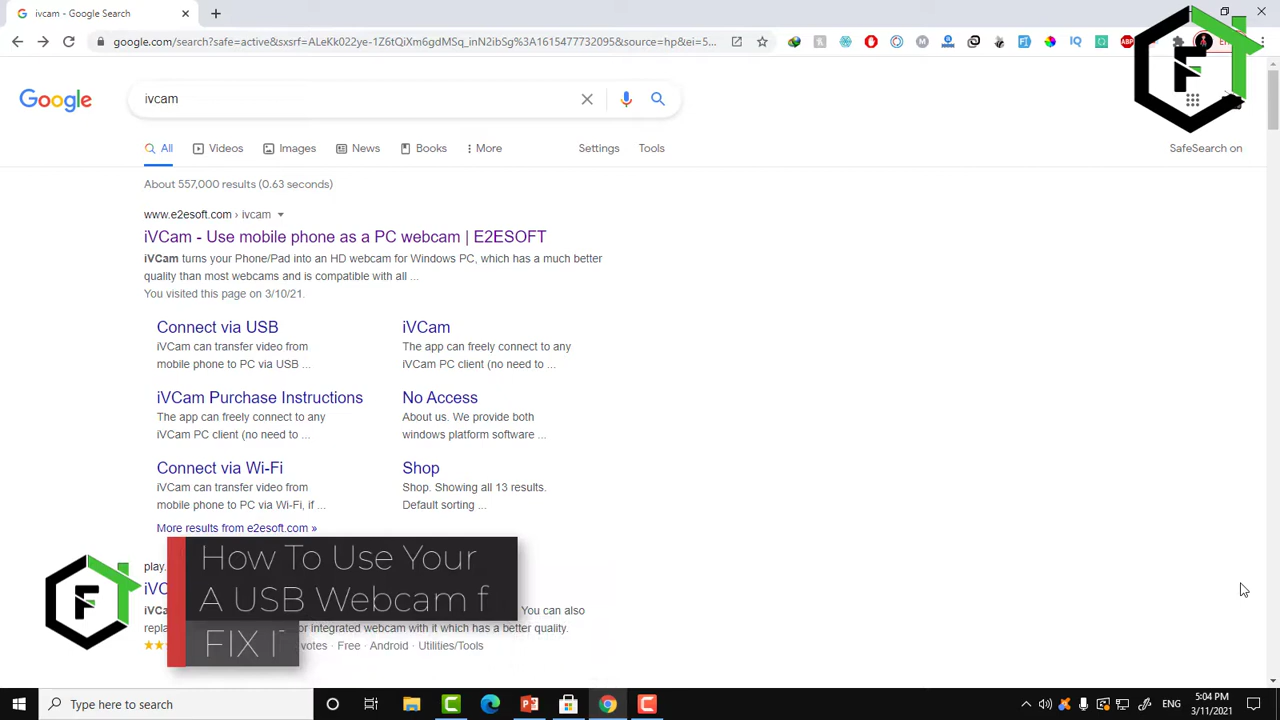 ivcam - Google Search
google.com/search?safe=active&sxsrf=ALeKk022ye-1Z6tQiXmGndMSq_in
3A1615477732095&source=hp&ei=5...
Google
ivcam
All
Videos
Images
News
Books
More
Settings
Tools
SafeSearch on
About 557,000 results (0.63 seconds)
www.e2esoft.com › ivcam
iVCam - Use mobile phone as a PC webcam | E2ESOFT
iVCam turns your Phone/Pad into an HD webcam for Windows PC, which has a much better
quality than most webcams and is compatible with all ...
You visited this page on 3/10/21.
Connect via USB
iVCam can transfer video from
mobile phone to PC via USB ...
iVCam
The app can freely connect to any
iVCam PC client (no need to ...
iVCam Purchase Instructions
The app can freely connect to any
iVCam PC client (no need to ...
No Access
About us. We provide both
windows platform software ...
Connect via Wi-Fi
iVCam can transfer video from
mobile phone to PC via Wi-Fi, if ...
Shop
Shop. Showing all 13 results.
Default sorting ...
More results from e2esoft.com »
play.
iVC
iVCa
You can also
repla
or integrated webcam with it which has a better quality.
votes · Free · Android · Utilities/Tools
How To Use Your
A USB Webcam f
FIX I
F
F
ABP
IQ
Type here to search
ENG
5:04 PM
3/11/2021